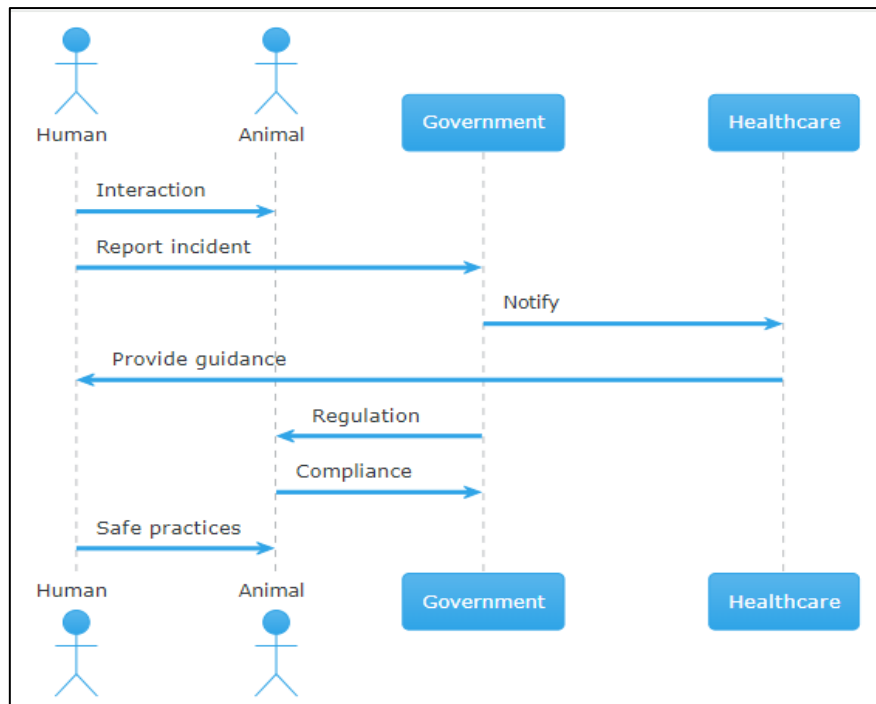 Human
Animal
Government
Healthcare
Interaction
Report incident
Notify
Provide guidance
Regulation
Compliance
Safe practices
Human
Animal
Government
Healthcare